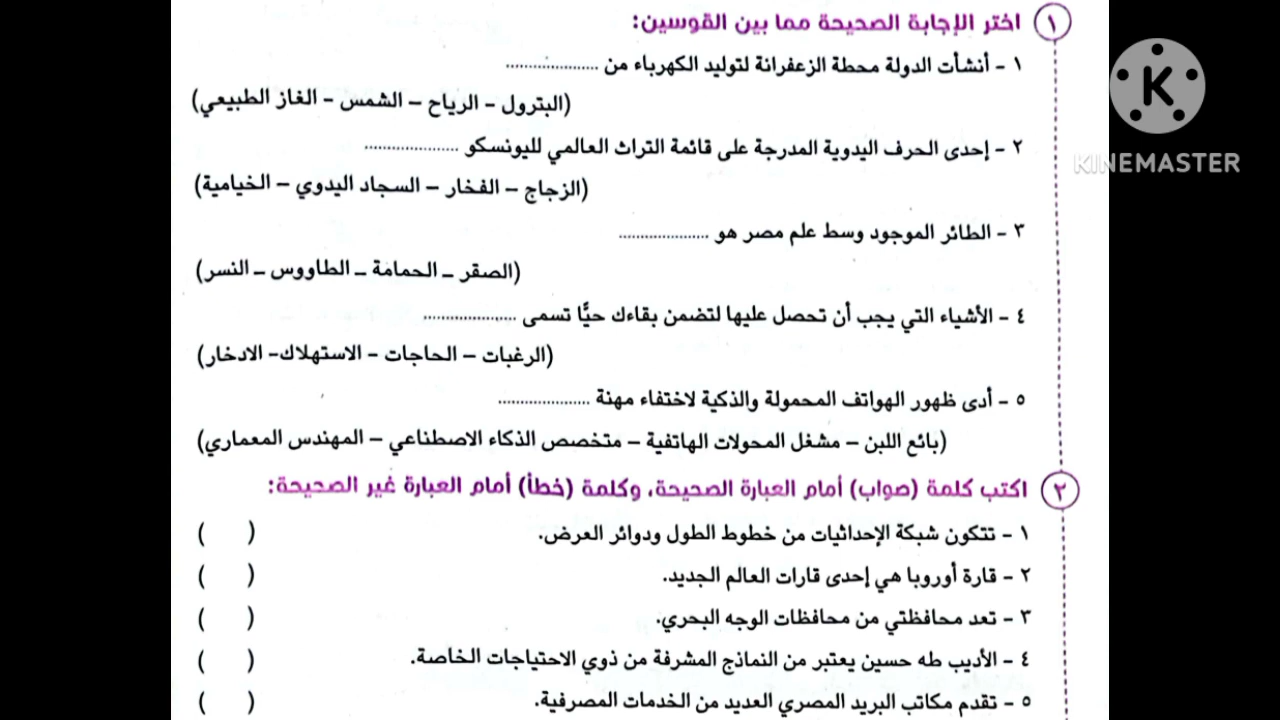 ١ اختر الإجابة الصحيحة مما بين القوسين:
١ - أنشأت الدولة محطة الزعفرانة لتوليد الكهرباء من .....................
(البترول – الرياح – الشمس – الغاز الطبيعي)
٢ - إحدى الحرف اليدوية المدرجة على قائمة التراث العالمي لليونسكو .....................
(الزجاج – الفخار – السجاد اليدوي – الخيامية)
٣ - الطائر الموجود وسط علم مصر هو .....................
(الصقر – الحمامة – الطاووس – النسر)
٤ - الأشياء التي يجب أن تحصل عليها لتضمن بقاءك حيًّا تسمى .....................
(الرغبات – الحاجات – الاستهلاك– الادخار)
٥ - أدى ظهور الهواتف المحمولة والذكية لاختفاء مهنة .....................
(بائع اللبن – مشغل المحولات الهاتفية – متخصص الذكاء الاصطناعي – المهندس المعماري)
٢ اكتب كلمة (صواب) أمام العبارة الصحيحة، وكلمة (خطأ) أمام العبارة غير الصحيحة:
١ - تتكون شبكة الإحداثيات من خطوط الطول ودوائر العرض. ( )
٢ - قارة أوروبا هي إحدى قارات العالم الجديد. ( )
٣ - تعد محافظتي من محافظات الوجه البحري. ( )
٤ - الأديب طه حسين يعتبر من النماذج المشرفة من ذوي الاحتياجات الخاصة. ( )
٥ - تقدم مكاتب البريد المصري العديد من الخدمات المصرفية. ( )
K
KINEMASTER